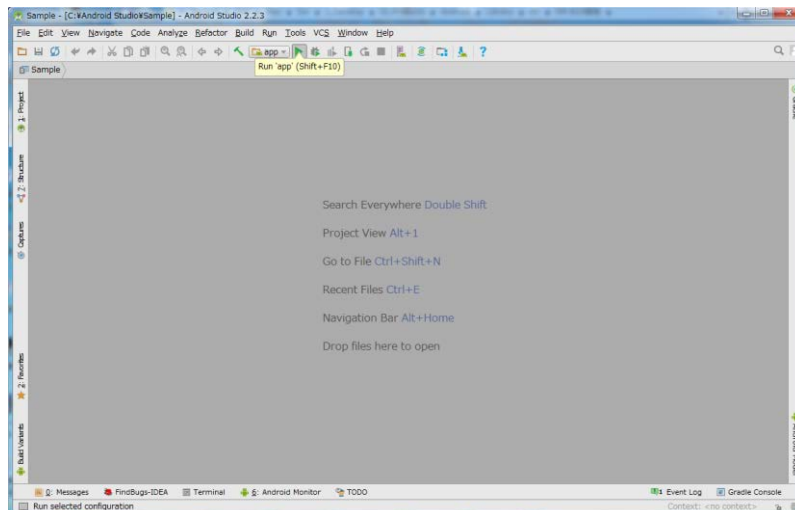 Sample - [C:¥Android Studio¥Sample] - Android Studio 2.2.3
File Edit View Navigate Code Analyze Refactor Build Run Tools VCS Window Help
app
Run 'app' (Shift+F10)
Sample
1: Project
2: Structure
Captures
Search Everywhere Double Shift
Project View Alt+1
Go to File Ctrl+Shift+N
Recent Files Ctrl+E
Navigation Bar Alt+Home
Drop files here to open
2: Favorites
Build Variants
0: Messages FindBugs-IDEA Terminal 6: Android Monitor TODO
1 Event Log Gradle Console
Run selected configuration
Context: <no context>